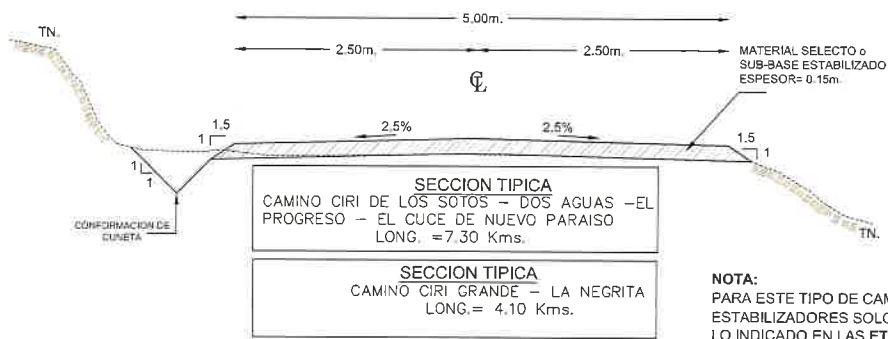 5.00m.
TN.
2.50m.
2.50m.
MATERIAL SELECTO o
SUB-BASE ESTABILIZADO
ESPESOR= 0.15m.
CL
1.5
1
2.5%
2.5%
1.5
1
1
1
SECCION TIPICA
CAMINO CIRI DE LOS SOTOS - DOS AGUAS -EL
PROGRESO - EL CUCE DE NUEVO PARAISO
LONG. =7.30 Kms.
CONFORMACION DE
CUNETA
TN.
SECCION TIPICA
CAMINO CIRI GRANDE - LA NEGRITA
LONG.= 4.10 Kms.
NOTA:
PARA ESTE TIPO DE CAM
ESTABILIZADORES SOLO
LO INDICADO EN LAS ET